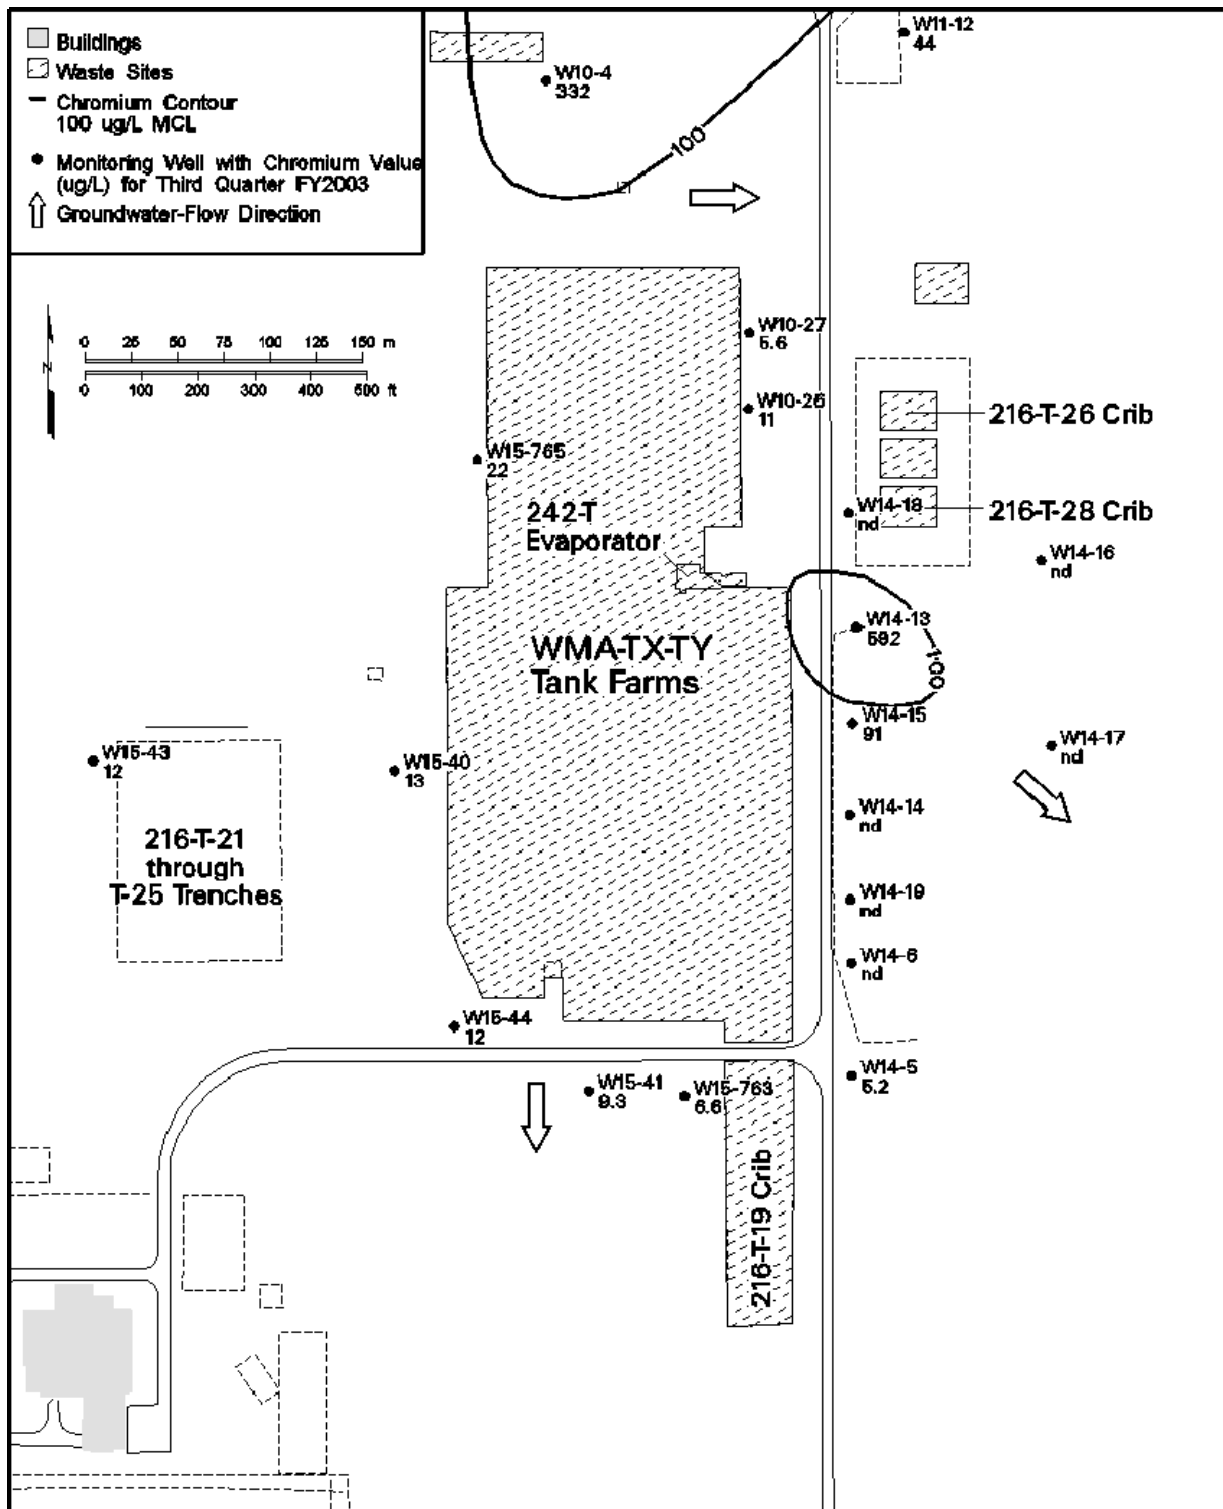 Buildings
Waste Sites
Chromium Contour
100 ug/L MCL
Monitoring Well with Chromium Value
(ug/L) for Third Quarter FY2003
Groundwater-Flow Direction
W11-12
44
W10-4
332
100
N
0 25 50 75 100 125 150 m
0 100 200 300 400 500 ft
W10-27
5.6
W10-26
11
216-T-26 Crib
W15-765
22
242-T
Evaporator
W14-18
nd
216-T-28 Crib
W14-16
nd
W14-13
592
100
WMA-TX-TY
Tank Farms
W14-15
91
W14-17
nd
W15-43
12
W15-40
13
W14-14
nd
216-T-21
through
T-25 Trenches
W14-19
nd
W14-6
nd
W15-44
12
W14-5
5.2
W15-41
9.3
W15-763
6.6
216-T-19 Crib